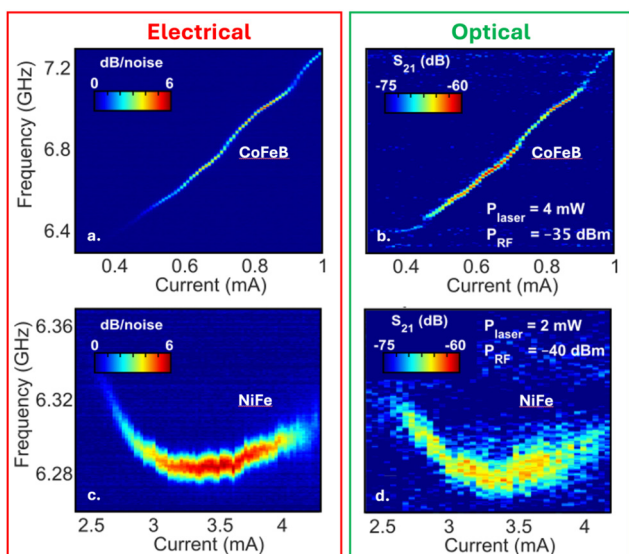 Electrical
Optical
dB/noise
0 6
7.2
6.8
6.4
Frequency (GHz)
CoFeB
a.
0.4 0.6 0.8 1
Current (mA)
S21 (dB)
-75 -60
CoFeB
Plaser = 4 mW
PRF = −35 dBm
b.
0.4 0.6 0.8 1
Current (mA)
dB/noise
0 6
6.36
6.32
6.28
Frequency (GHz)
NiFe
c.
2.5 3 3.5 4
Current (mA)
S21 (dB)
-75 -60
Plaser = 2 mW
PRF = −40 dBm
NiFe
d.
2.5 3 3.5 4
Current (mA)